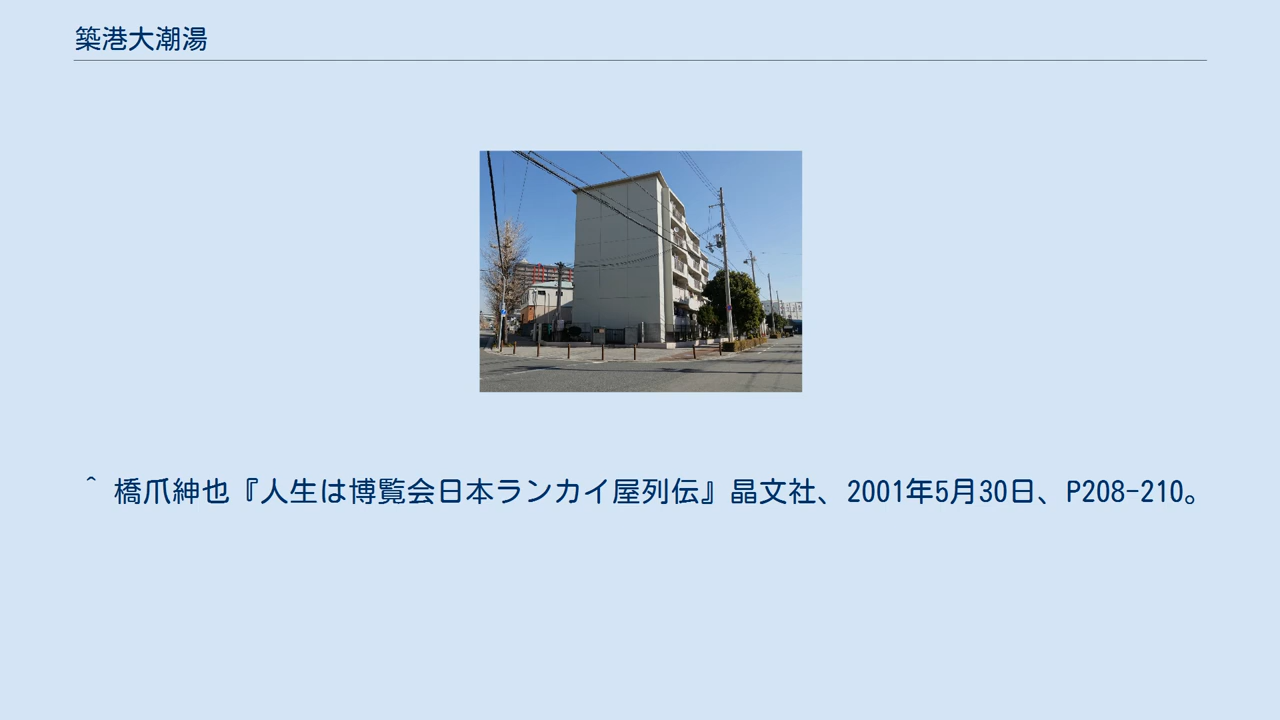 築港大潮湯
^ 橋爪紳也『人生は博覧会日本ランカイ屋列伝』晶文社、2001年5月30日、P208-210。